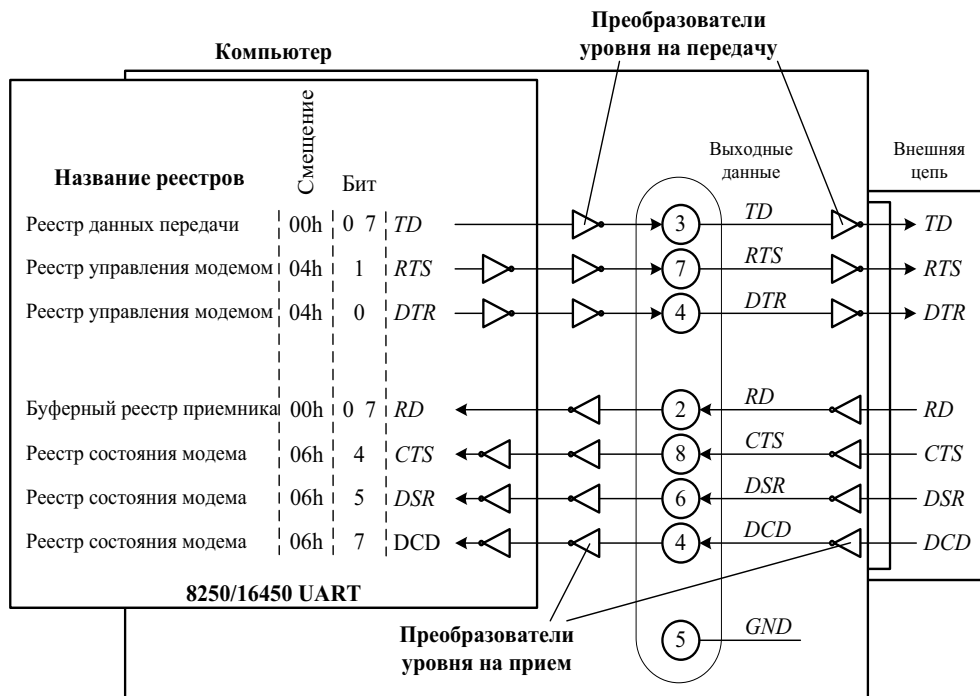 Преобразователи
уровня на передачу
Компьютер
Смещение
Название реестров
Бит
Выходные
данные
Внешняя
цепь
Реестр данных передачи 00h 0 7 TD 3 TD TD
Реестр управления модемом 04h 1 RTS 7 RTS RTS
Реестр управления модемом 04h 0 DTR 4 DTR DTR
Буферный реестр приемника 00h 0 7 RD 2 RD RD
Реестр состояния модема 06h 4 CTS 8 CTS CTS
Реестр состояния модема 06h 5 DSR 6 DSR DSR
Реестр состояния модема 06h 7 DCD 4 DCD DCD
8250/16450 UART
Преобразователи
уровня на прием
5 GND